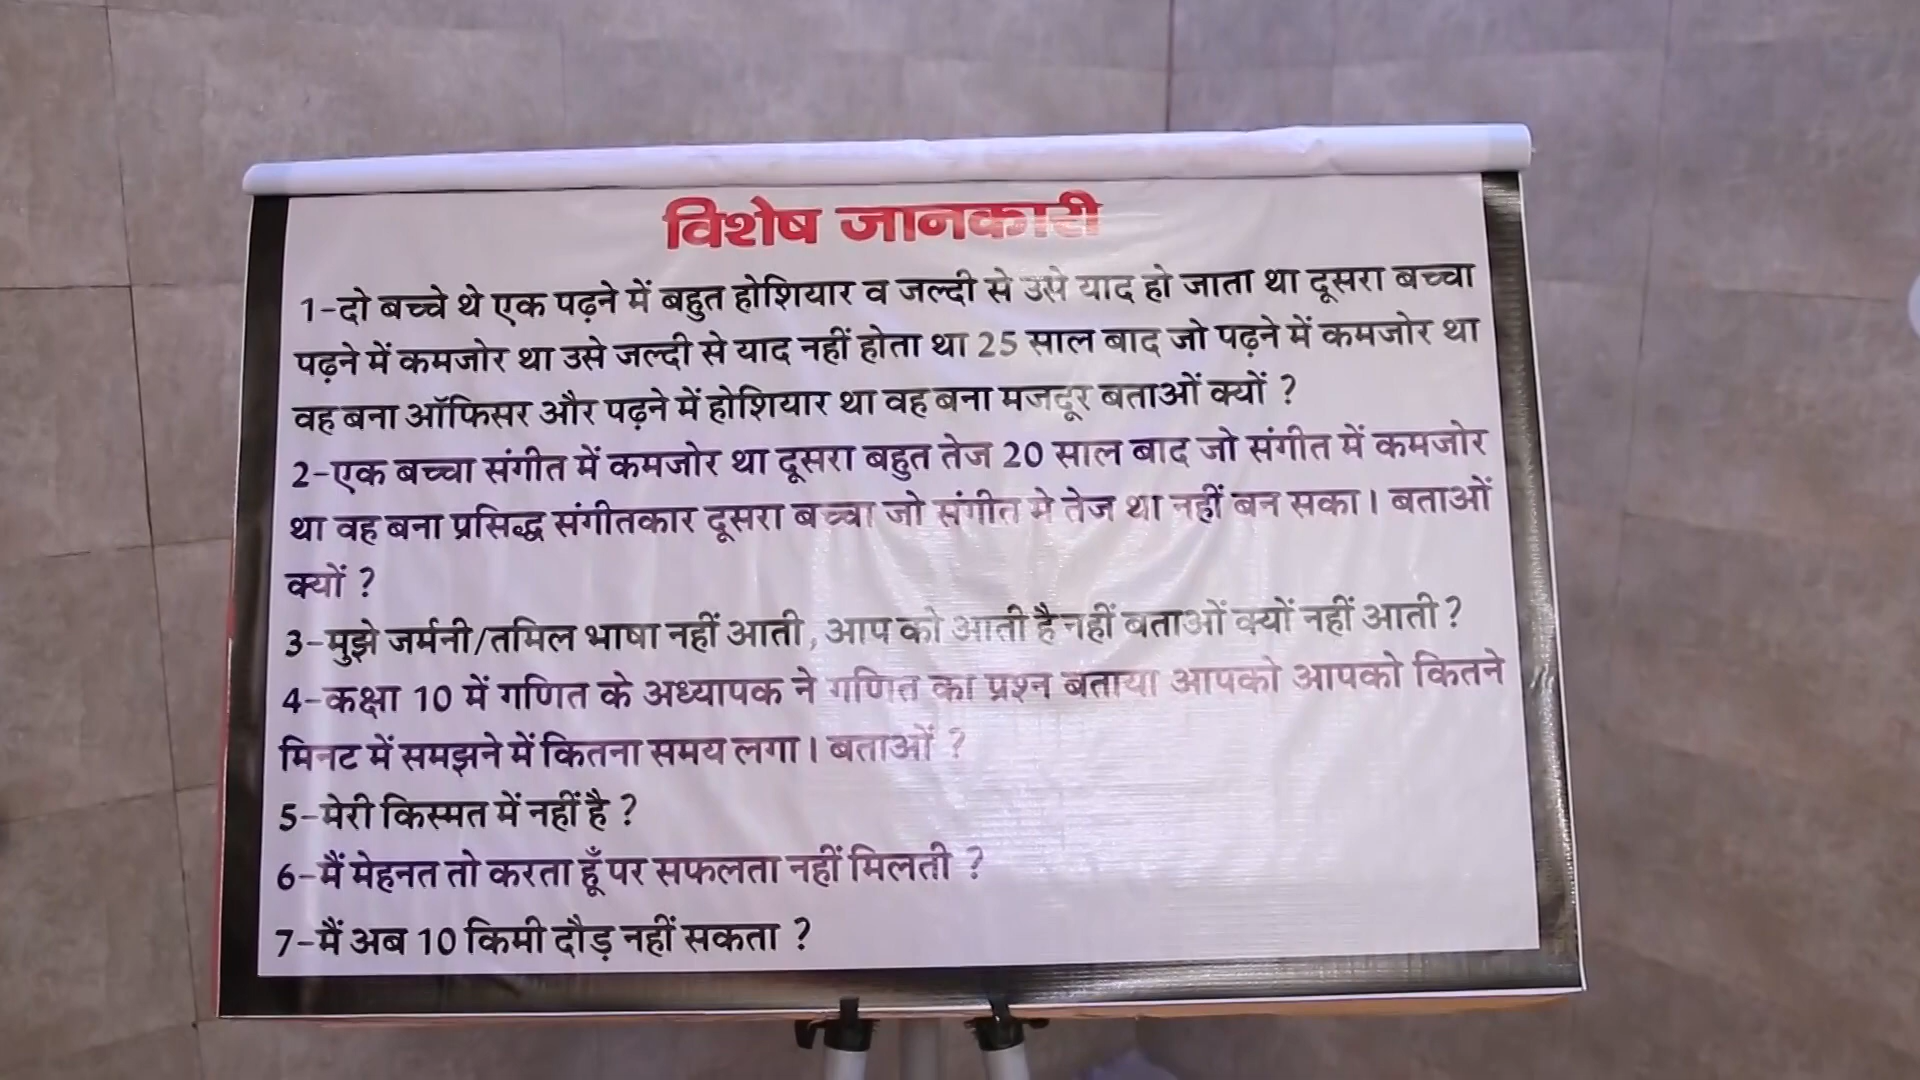 विशेष जानकारी
1-दो बच्चे थे एक पढ़ने में बहुत होशियार व जल्दी से उसे याद हो जाता था दूसरा बच्चा
पढ़ने में कमजोर था उसे जल्दी से याद नहीं होता था 25 साल बाद जो पढ़ने में कमजोर था
वह बना ऑफिसर और पढ़ने में होशियार था वह बना मजदूर बताओं क्यों ?
2-एक बच्चा संगीत में कमजोर था दूसरा बहुत तेज 20 साल बाद जो संगीत में कमजोर
था वह बना प्रसिद्ध संगीतकार दूसरा बच्चा जो संगीत मे तेज था नहीं बन सका। बताओं
क्यों ?
3-मुझे जर्मनी/तमिल भाषा नहीं आती, आप को आती है नहीं बताओं क्यों नहीं आती?
4-कक्षा 10 में गणित के अध्यापक ने गणित का प्रश्न बताया आपको आपको कितने
मिनट में समझने में कितना समय लगा। बताओं ?
5-मेरी किस्मत में नहीं है ?
6-मैं मेहनत तो करता हूँ पर सफलता नहीं मिलती ?
7-मैं अब 10 किमी दौड़ नहीं सकता ?